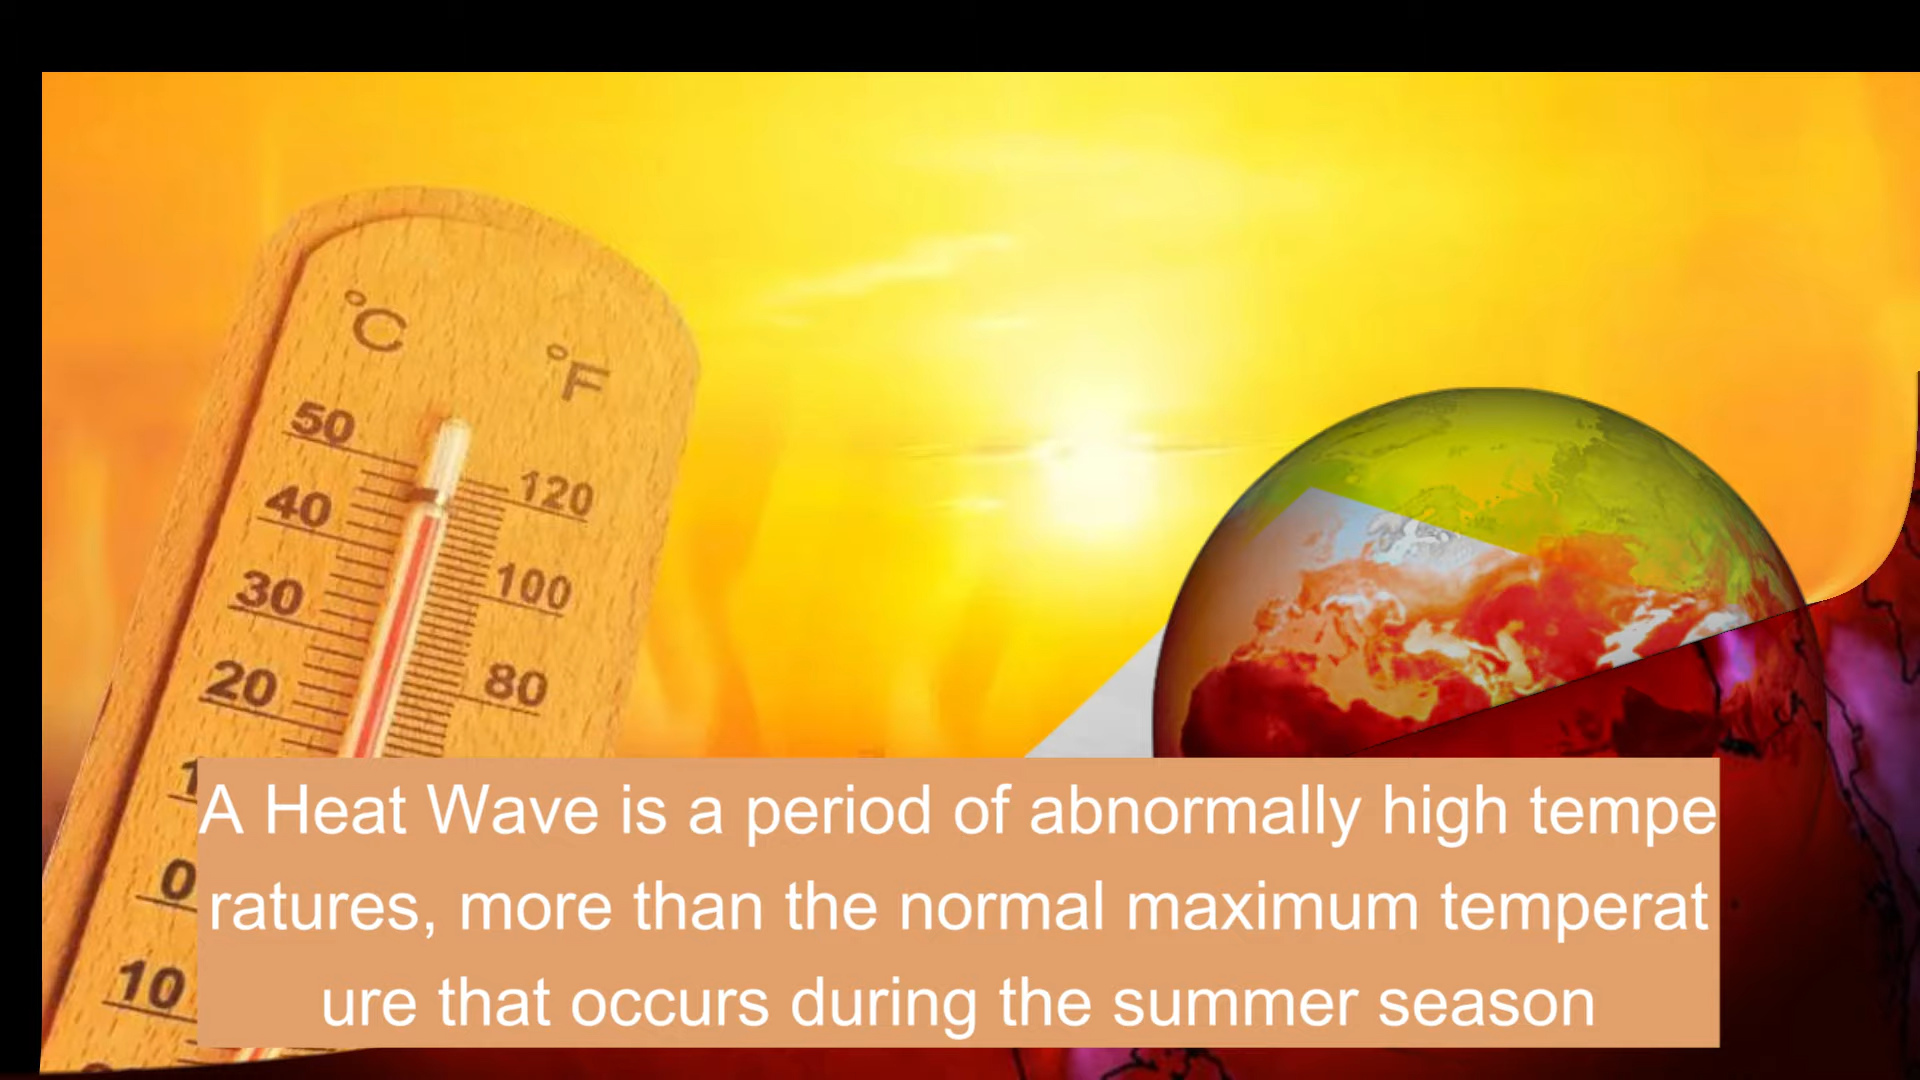 °C
°F
50
120
40
100
30
80
20
1
0
10
A Heat Wave is a period of abnormally high tempe
ratures, more than the normal maximum temperat
ure that occurs during the summer season